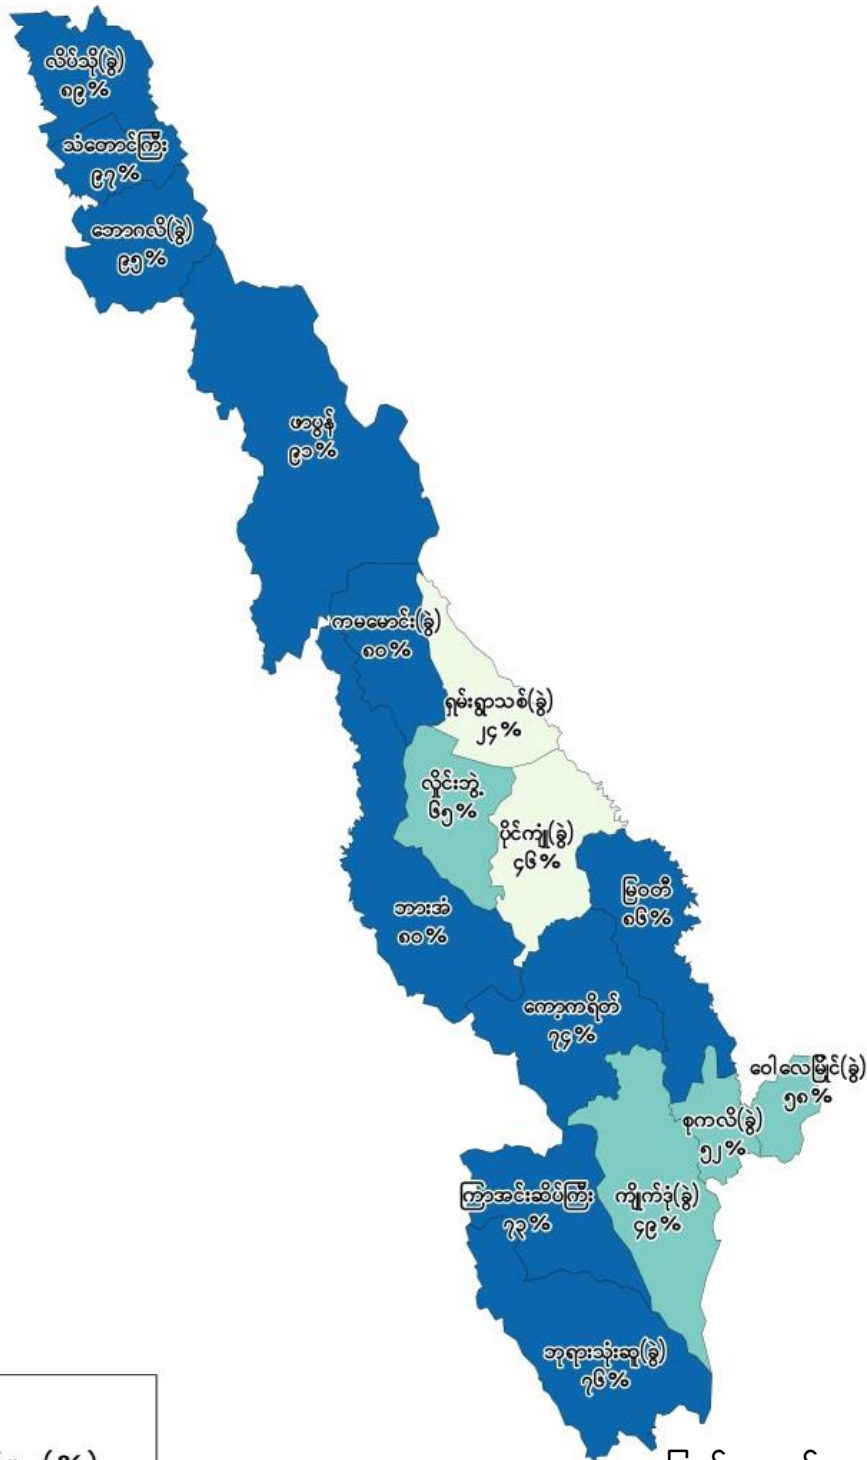 လိပ်သို(ခွဲ)
၈၉%
သံတောင်ကြီး
၉၇%
ဘောဂလိ(ခွဲ)
၉၅%
ဖာပွန်
၉၁%
ကမမောင်း(ခွဲ)
၈၀%
ရှမ်းရွာသစ်(ခွဲ)
၂၄%
လှိုင်းဘွဲ့
၆၅%
ပိုင်ကျုံ(ခွဲ)
၄၆%
မြဝတီ
၈၆%
ဘားအံ
၈၀%
ကော့ကရိတ်
၇၄%
ဝေါလေမြိုင်(ခွဲ)
၅၈%
စုကလိ(ခွဲ)
၅၂%
ကြာအင်းဆိပ်ကြီး
၇၃%
ကျိုက်ဒုံ(ခွဲ)
၄၉%
ဘုရားသုံးဆူ(ခွဲ)
၇၆%